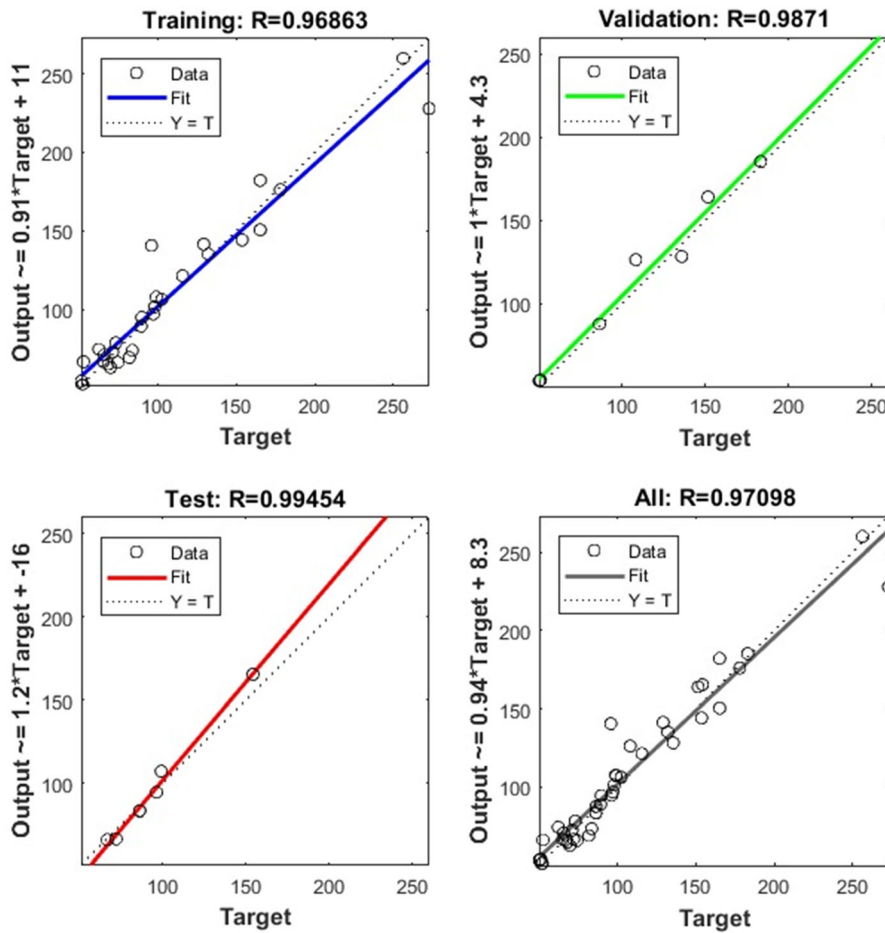 Training: R=0.96863
Output ~= 0.91*Target + 11
250
200
150
100
Data
Fit
Y = T
100 150 200 250
Target
Validation: R=0.9871
Output ~= 1*Target + 4.3
250
200
150
100
Data
Fit
Y = T
100 150 200 250
Target
Test: R=0.99454
Output ~= 1.2*Target + -16
250
200
150
100
Data
Fit
Y = T
100 150 200 250
Target
All: R=0.97098
Output ~= 0.94*Target + 8.3
250
200
150
100
Data
Fit
Y = T
100 150 200 250
Target